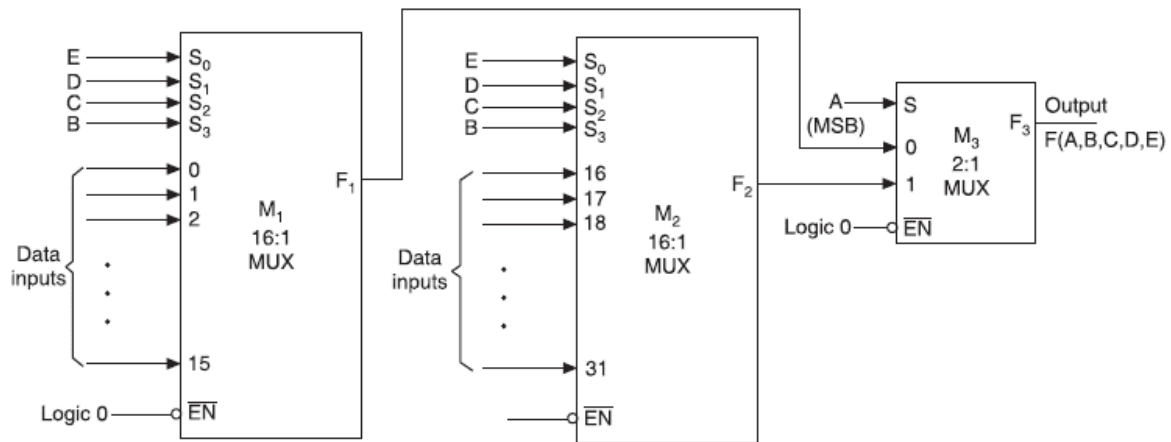 E
D
C
B
S₀
S₁
S₂
S₃
0
1
2
15
Data
inputs
F₁
M₁
16:1
MUX
Logic 0
EN
E
D
C
B
S₀
S₁
S₂
S₃
16
17
18
31
Data
inputs
F₂
M₂
16:1
MUX
EN
A
(MSB)
S
0
1
M₃
2:1
MUX
F₃
Output
F(A,B,C,D,E)
Logic 0
EN